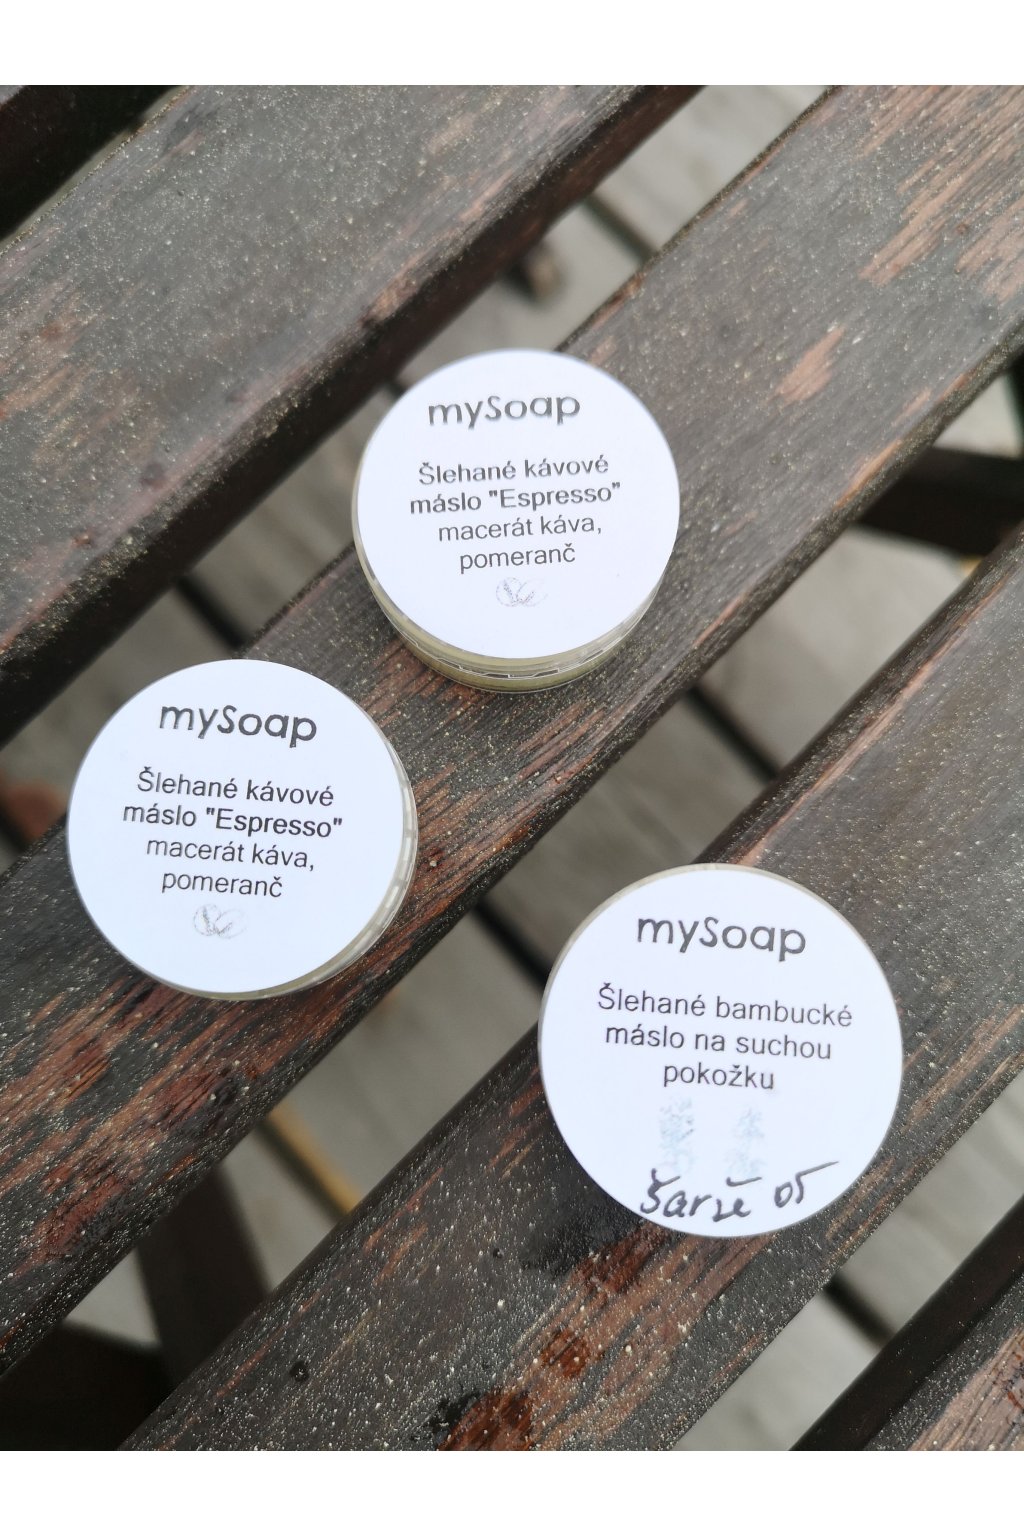 mySoap
Šlehané kávové
máslo "Espresso"
macerát káva,
pomeranč
mySoap
Šlehané kávové
máslo "Espresso"
macerát káva,
pomeranč
mySoap
Šlehané bambucké
máslo na suchou
pokožku
Šarže 05